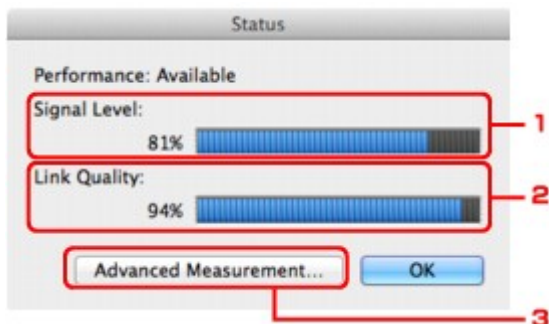 Status
Performance: Available
Signal Level:
1
81%
Link Quality:
2
94%
Advanced Measurement...
OK
3